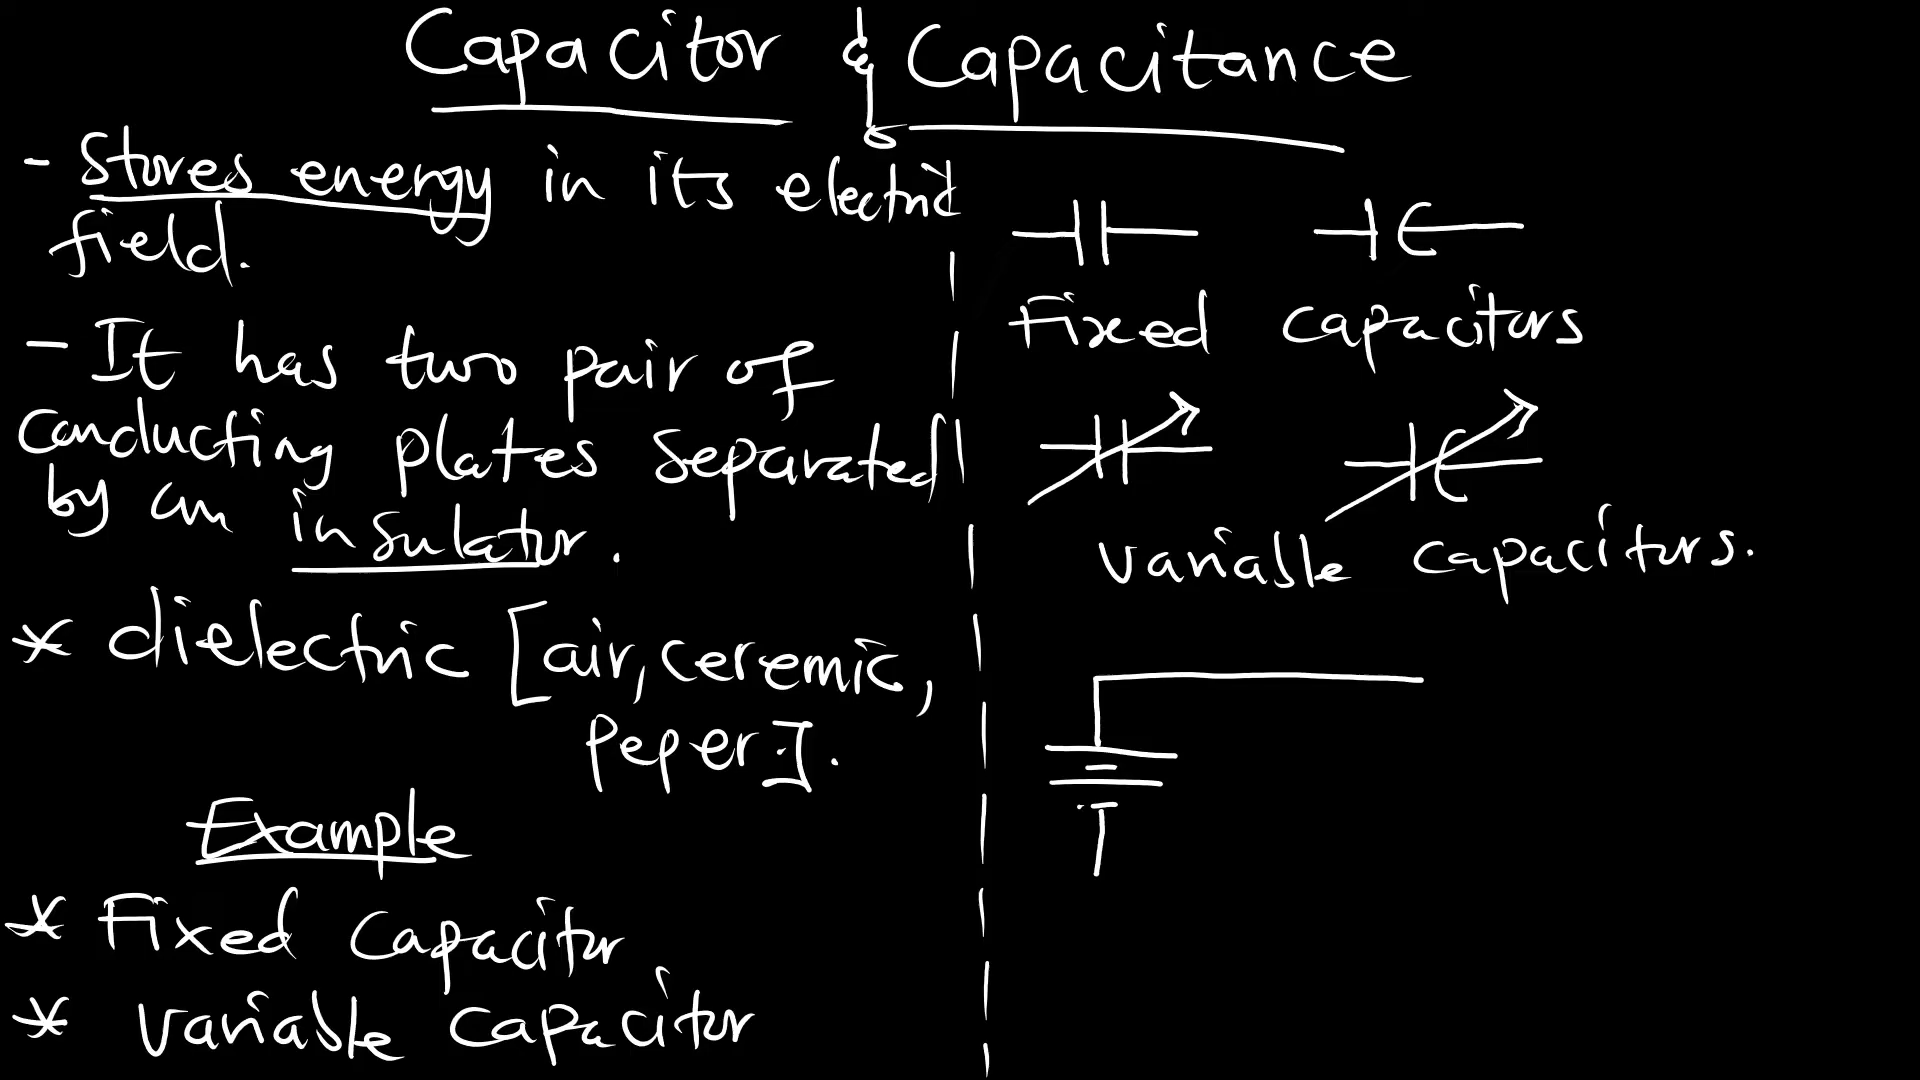 Capacitor & Capacitance
- Stores energy in its electric
field.
- It has two pair of
conducting plates separated
by an insulator.
* dielectric [air, ceremic,
peper].
Example
* Fixed capacitor
* Variable capacitor
Fixed capacitors
Variable capacitors.